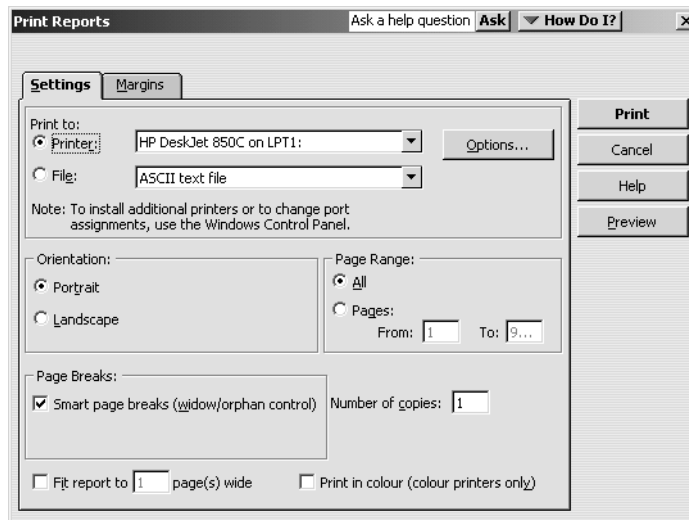 Print Reports Ask a help question Ask How Do I?
Settings Margins
Print to:
Printer: HP DeskJet 850C on LPT1: Options...
File: ASCII text file
Note: To install additional printers or to change port
assignments, use the Windows Control Panel.
Print
Cancel
Help
Preview
Orientation:
Portrait
Landscape
Page Range:
All
Pages:
From: 1 To: 9...
Page Breaks:
Smart page breaks (widow/orphan control)
Number of copies: 1
Fit report to 1 page(s) wide
Print in colour (colour printers only)